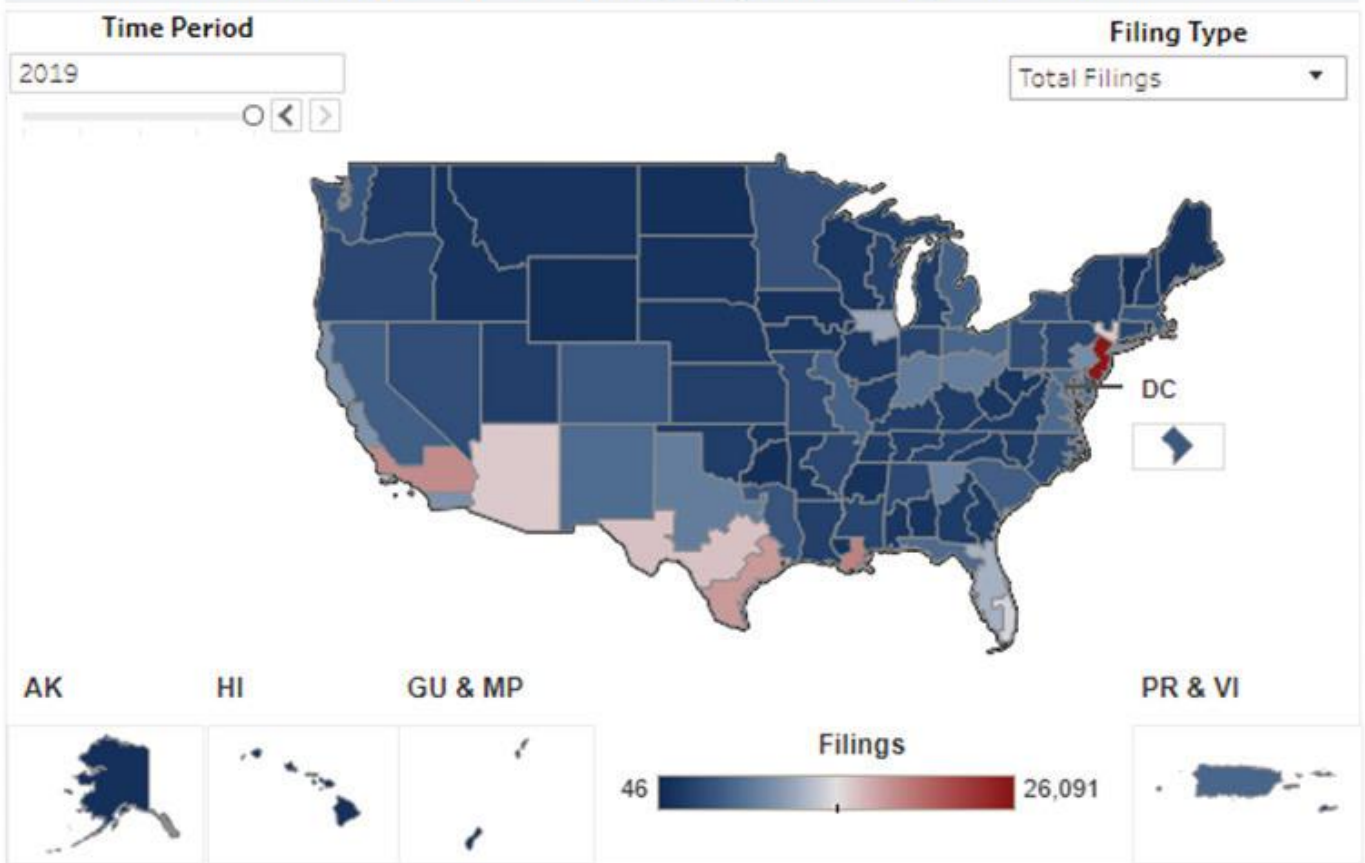 Time Period
Filing Type
2019
Total Filings
DC
AK
HI
GU & MP
PR & VI
Filings
46
26,091